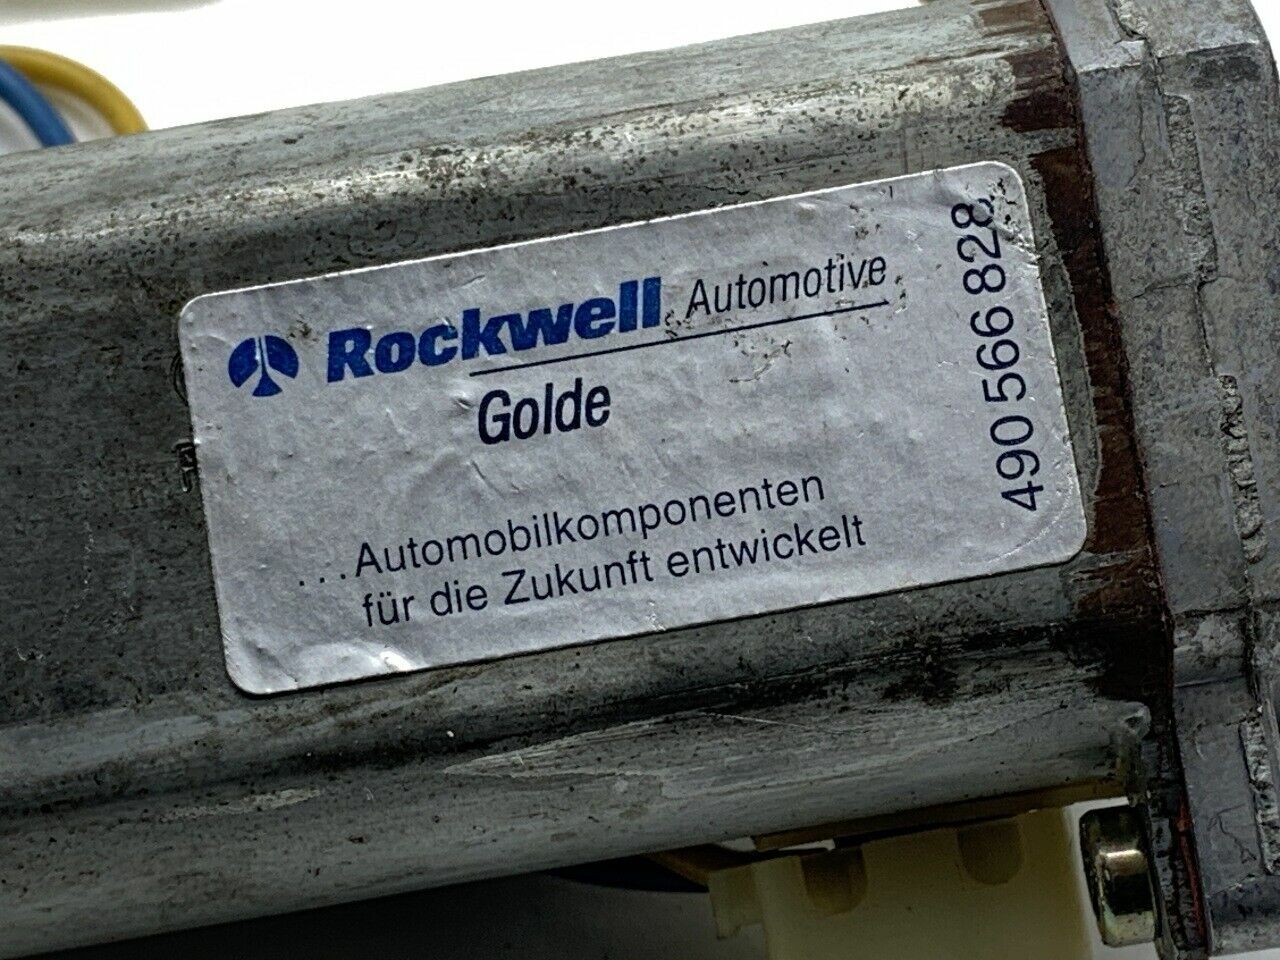 Rockwell Automotive
Golde
...Automobilkomponenten
für die Zukunft entwickelt
490 566 828